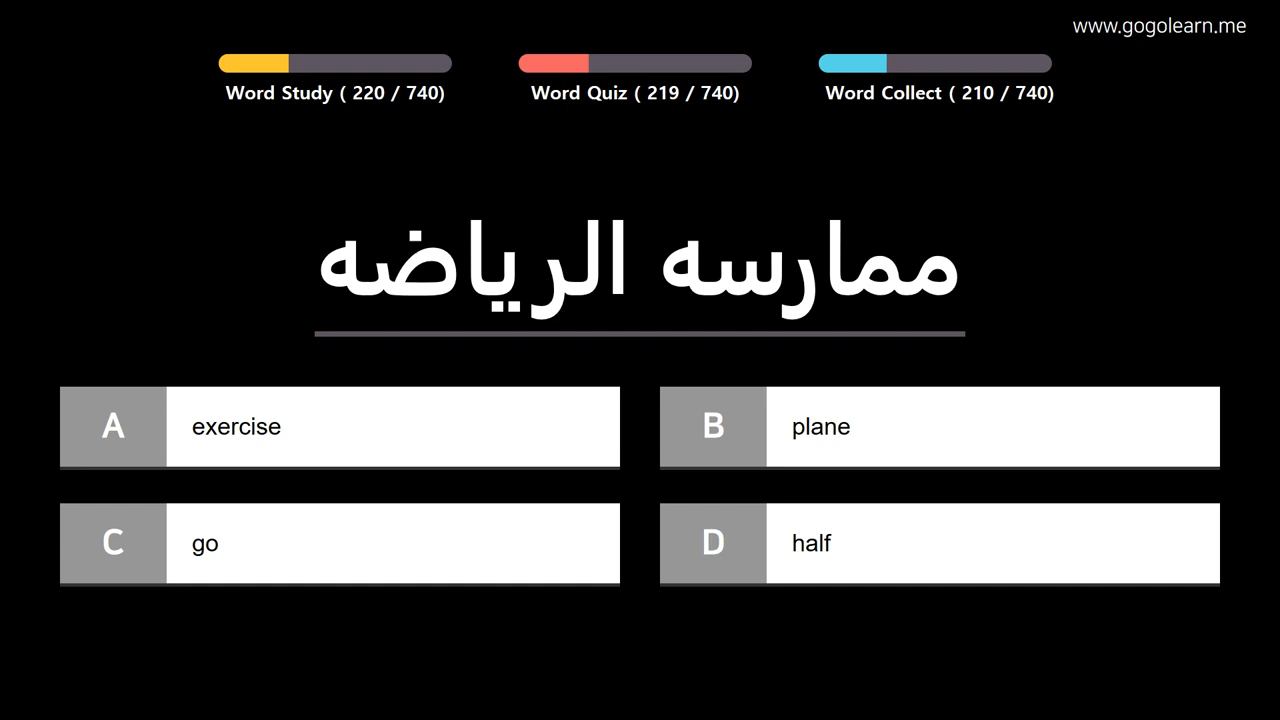 www.gogolearn.me
Word Study ( 220 / 740)
Word Quiz ( 219 / 740)
Word Collect ( 210 / 740)
ممارسه الرياضه
A
exercise
B
plane
C
go
D
half